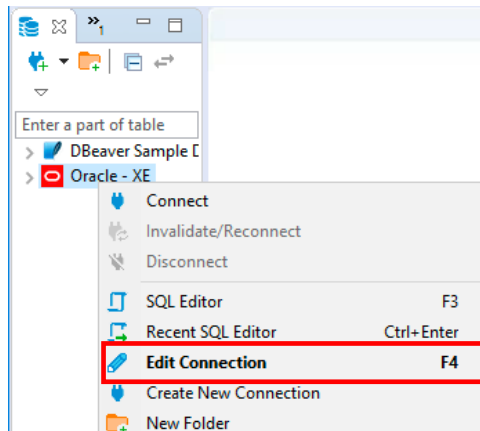 »1
Enter a part of table
DBeaver Sample D
Oracle - XE
Connect
Invalidate/Reconnect
Disconnect
SQL Editor F3
Recent SQL Editor Ctrl+Enter
Edit Connection F4
Create New Connection
New Folder